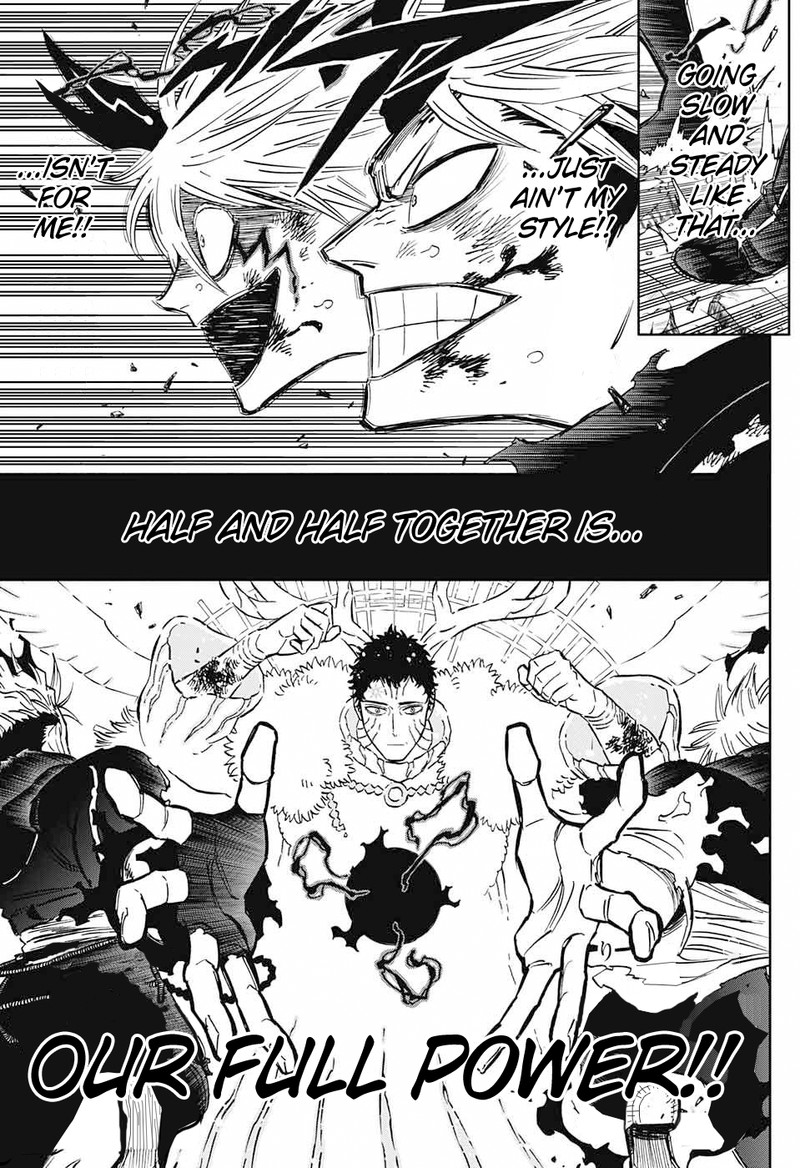 GOING
SLOW
AND
STEADY
LIKE
THAT...
...JUST
AIN'T MY
STYLE!!
...ISN'T
FOR
ME!!
HALF AND HALF TOGETHER IS...
OUR FULL POWER!!